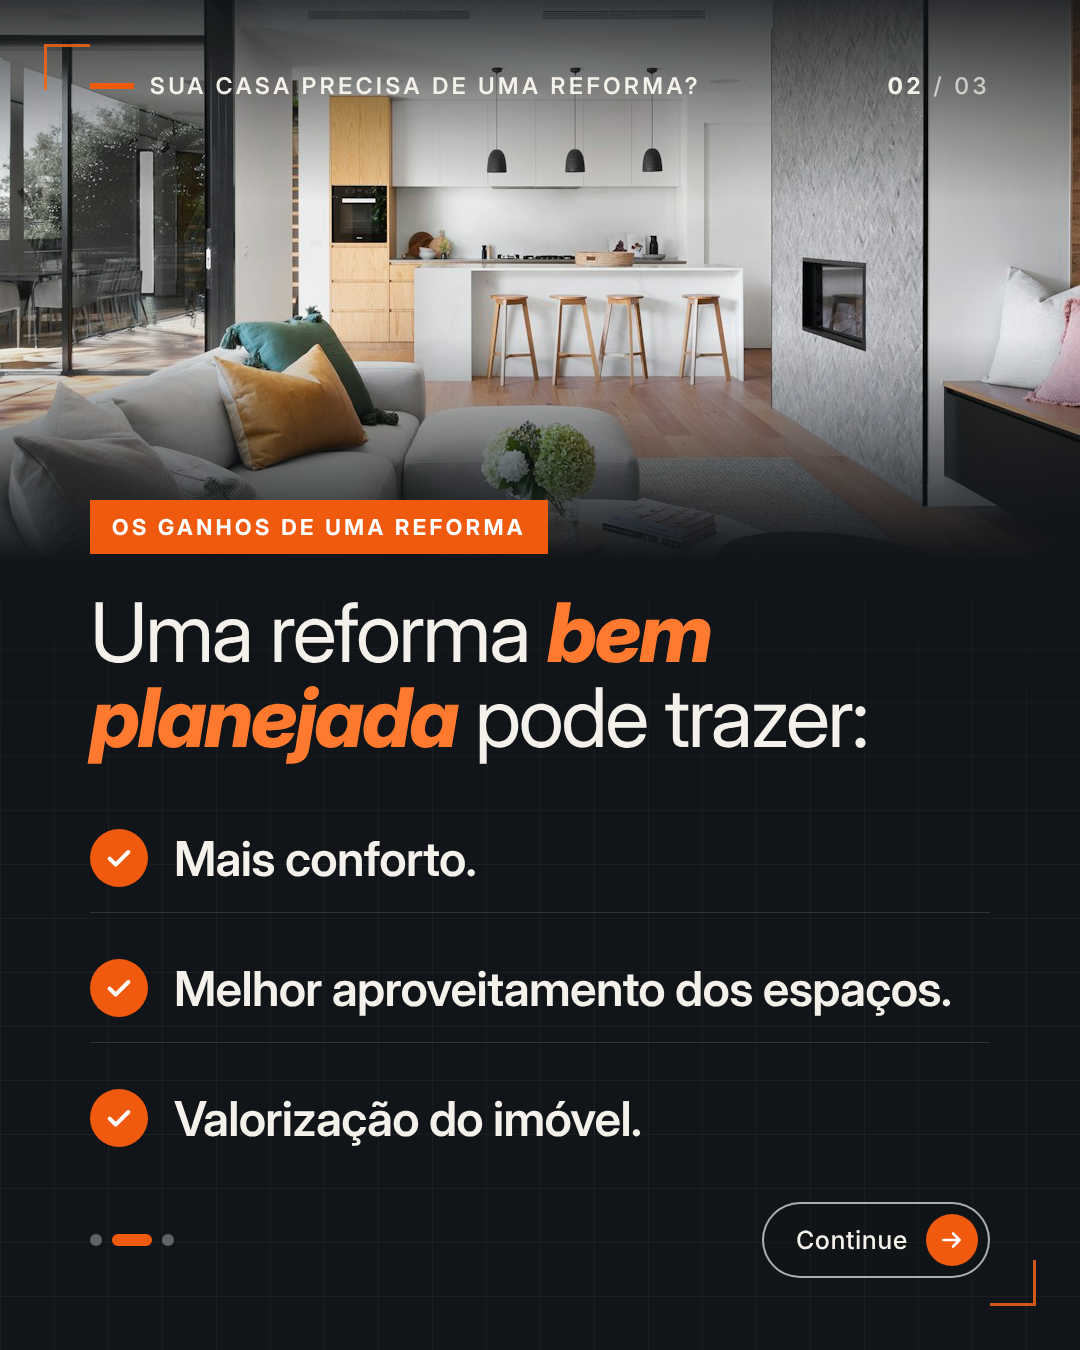 SUA CASA PRECISA DE UMA REFORMA?
02 / 03
OS GANHOS DE UMA REFORMA
Uma reforma bem
planejada pode trazer:
Mais conforto.
Melhor aproveitamento dos espaços.
Valorização do imóvel.
Continue